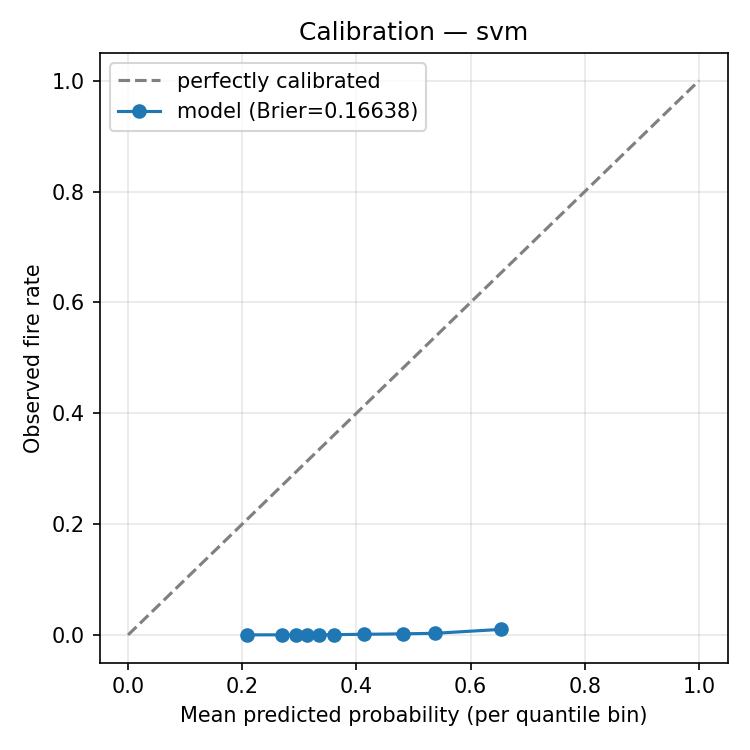 Calibration — svm
perfectly calibrated
model (Brier=0.16638)
Observed fire rate
1.0
0.8
0.6
0.4
0.2
0.0
0.0 0.2 0.4 0.6 0.8 1.0
Mean predicted probability (per quantile bin)